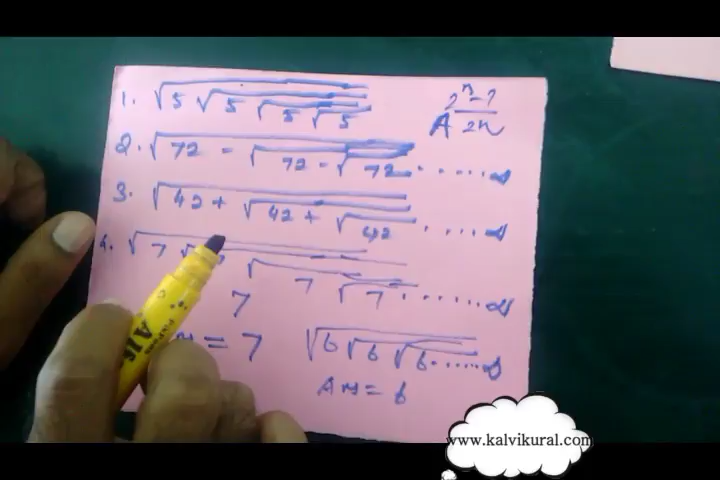 1. √5 √5 √5 √5
2. √72 - √72 - √72 ...... ∝
3. √42 + √42 + √42 ...... ∝
4. √7 √ √7 √7 ...... ∝
7
= 7
√6 √6 √6 ...... ∝
Ans = 6
A
2n
www.kalvikural.com